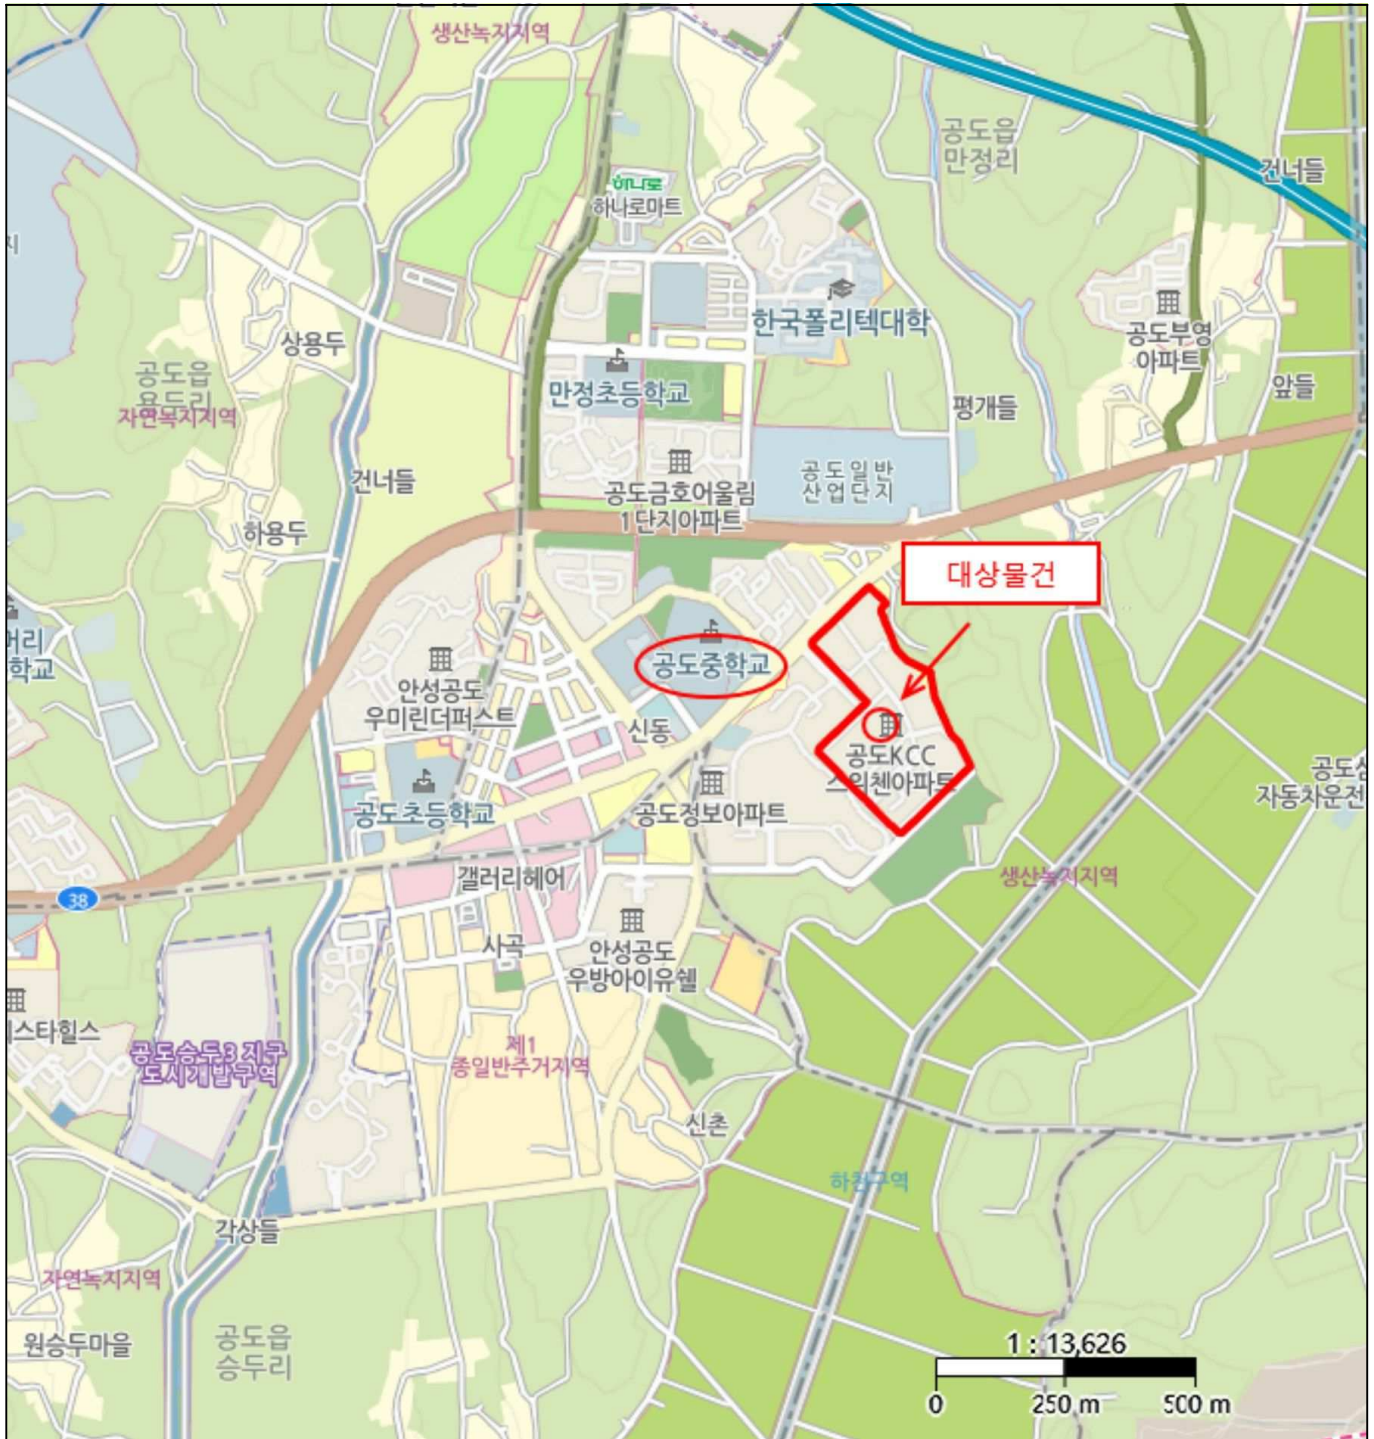 생산녹지지역
공도읍
만정리
건너들
하나로
하나로마트
한국폴리텍대학
공도부영
아파트
상용두
공도읍
용두리
자연녹지지역
만정초등학교
평개들
앞들
건너들
공도일반
산업단지
공도금호어울림
1단지아파트
하용두
대상물건
머리
학교
공도중학교
안성공도
우미린더퍼스트
신동
공도KCC
스위첸아파트
공도초등학교
공도정보아파트
자동차운전
갤러리헤어
생산녹지지역
38
사곡
안성공도
우방아이유쉘
스타힐스
공도승두3지구
도시개발구역
제1
종일반주거지역
신촌
하천구역
각상들
자연녹지지역
원승두마을
공도읍
승두리
1 : 13,626
0 250 m 500 m